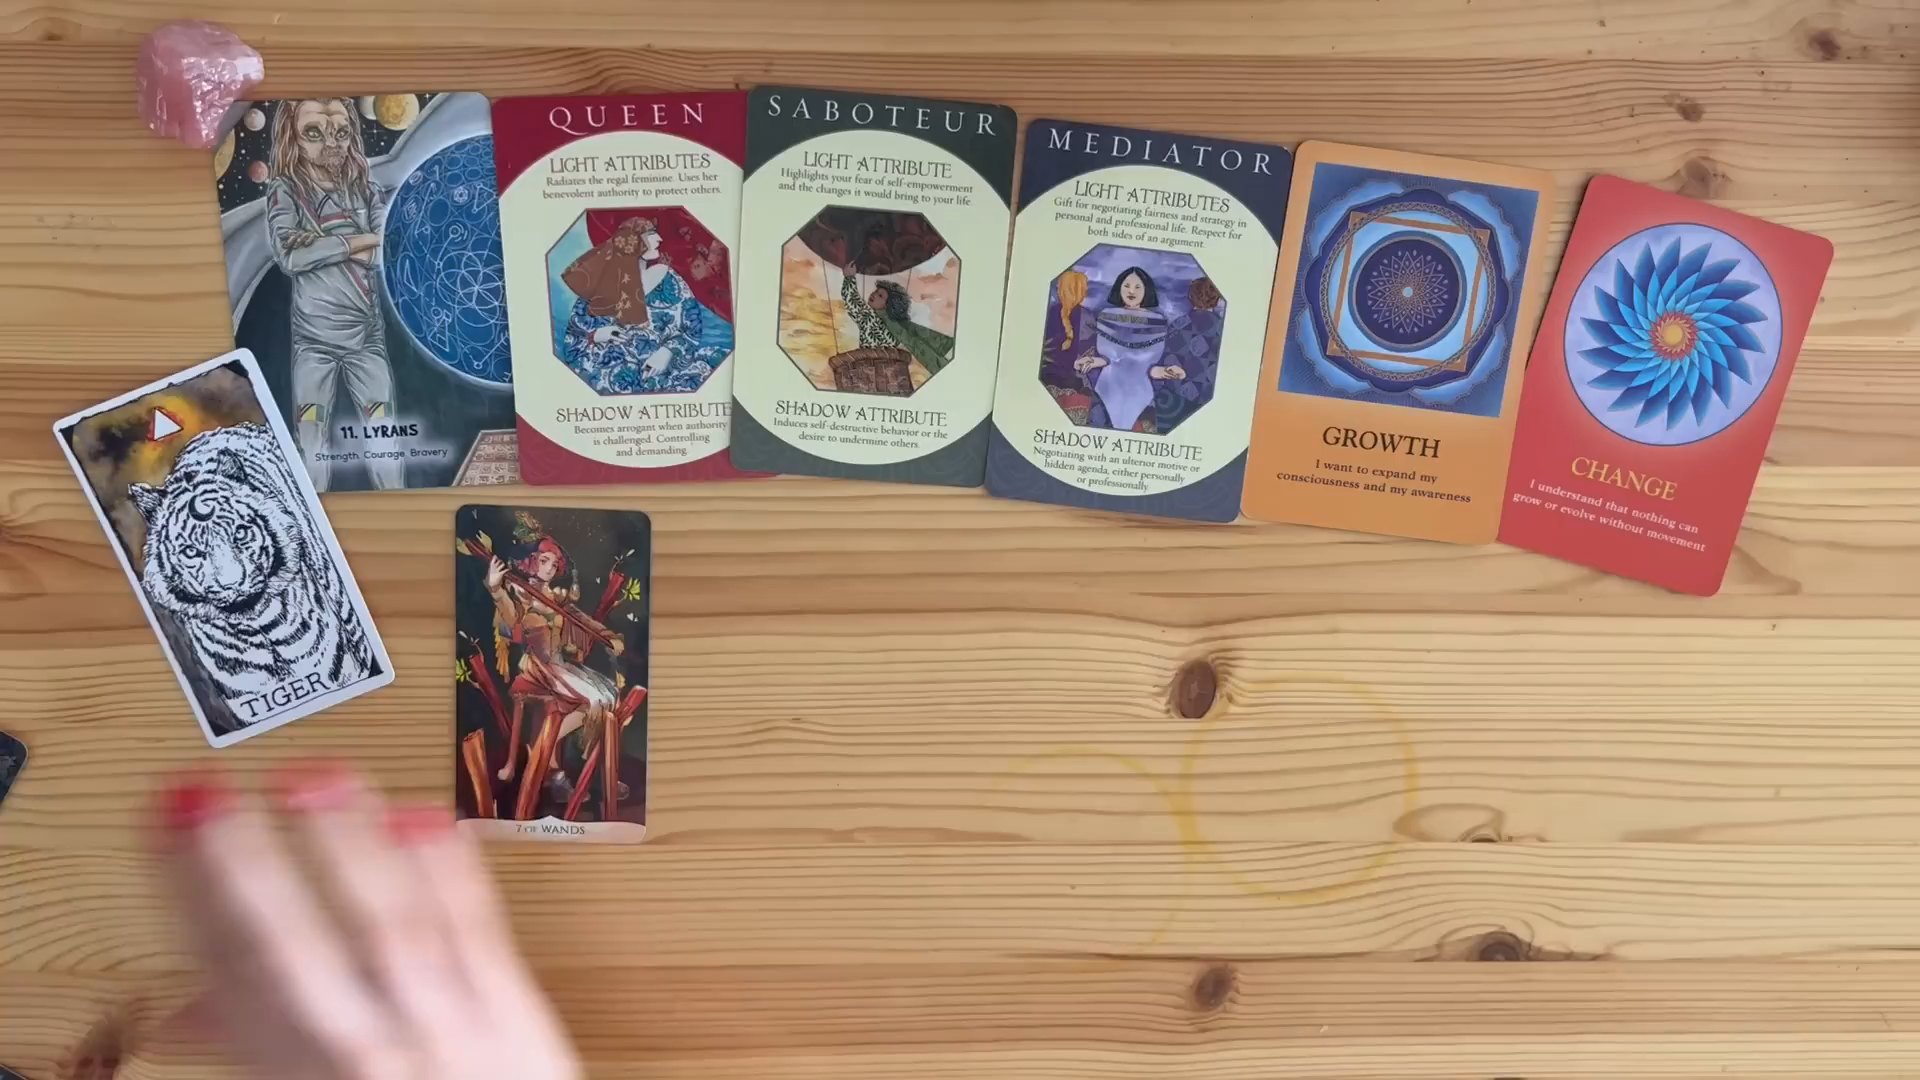 11. LYRANS
Strength Courage Bravery
QUEEN
LIGHT ATTRIBUTES
Radiates the regal feminine. Uses her
benevolent authority to protect others.
SHADOW ATTRIBUTE
Becomes arrogant when authority
is challenged. Controlling
and demanding.
SABOTEUR
LIGHT ATTRIBUTE
Highlights your fear of self-empowerment
and the changes it would bring to your life.
SHADOW ATTRIBUTE
Induces self-destructive behavior or the
desire to undermine others.
MEDIATOR
LIGHT ATTRIBUTES
Gift for negotiating fairness and strategy in
personal and professional life. Respect for
both sides of an argument.
SHADOW ATTRIBUTE
Negotiating with an ulterior motive or
hidden agenda, either personally
or professionally.
GROWTH
I want to expand my
consciousness and my awareness
CHANGE
I understand that nothing can
grow or evolve without movement
TIGER
7 OF WANDS